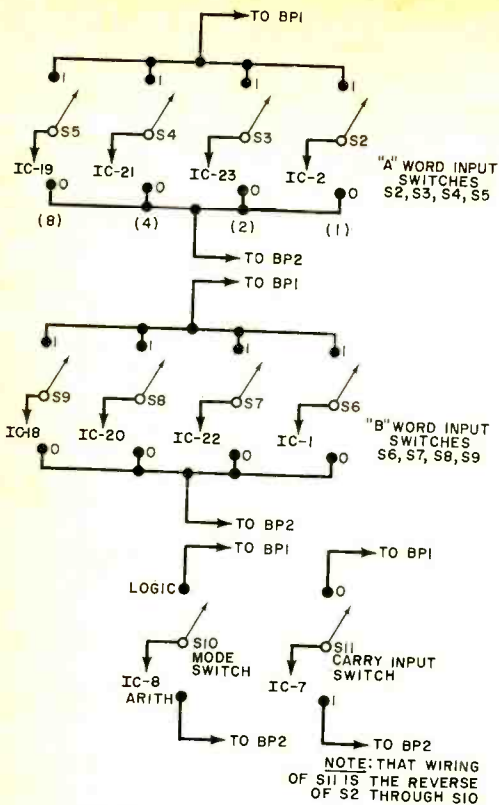 TO BP1
1 1 1 1
S5 S4 S3 S2
IC-19 IC-21 IC-23 IC-2
"A" WORD INPUT
SWITCHES
S2, S3, S4, S5
0 0 0 0
(8) (4) (2) (1)
TO BP2
TO BP1
1 1 1 1
S9 S8 S7 S6
IC-18 IC-20 IC-22 IC-1
"B" WORD INPUT
SWITCHES
S6, S7, S8, S9
0 0 0 0
TO BP2
TO BP1
TO BP1
LOGIC 0
S10
MODE
SWITCH
S11
CARRY INPUT
SWITCH
IC-8
IC-7
ARITH 1
TO BP2
TO BP2
NOTE: THAT WIRING
OF S11 IS THE REVERSE
OF S2 THROUGH S10